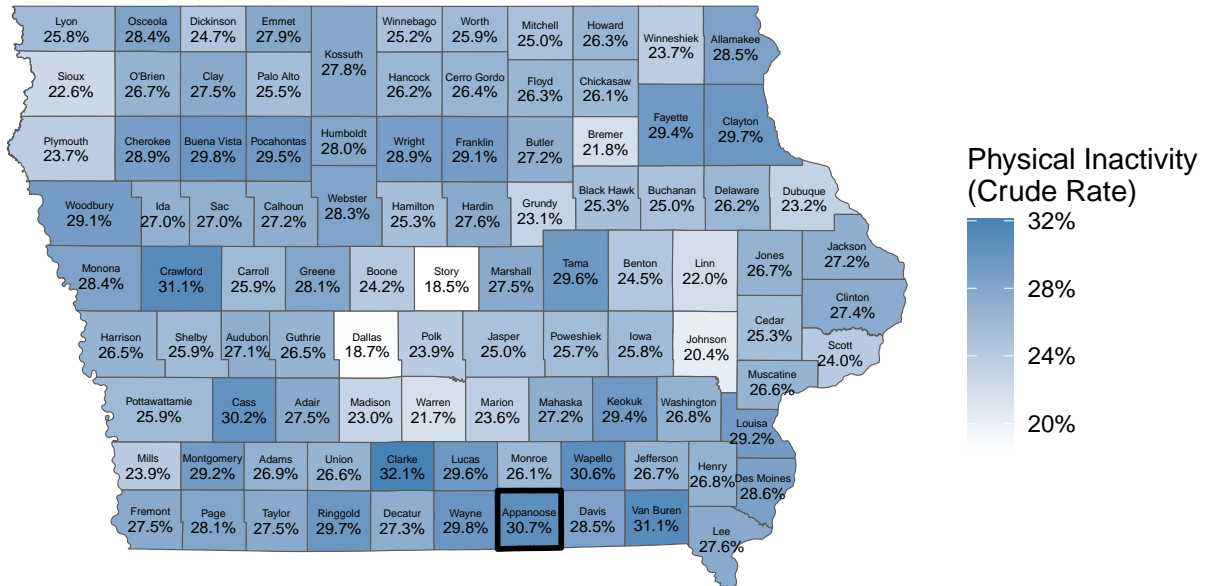 Lyon
25.8%
Osceola
28.4%
Dickinson
24.7%
Emmet
27.9%
Kossuth
27.8%
Winnebago
25.2%
Worth
25.9%
Mitchell
25.0%
Howard
26.3%
Winneshiek
23.7%
Allamakee
28.5%
Sioux
22.6%
O'Brien
26.7%
Clay
27.5%
Palo Alto
25.5%
Hancock
26.2%
Cerro Gordo
26.4%
Floyd
26.3%
Chickasaw
26.1%
Plymouth
23.7%
Cherokee
28.9%
Buena Vista
29.8%
Pocahontas
29.5%
Humboldt
28.0%
Wright
28.9%
Franklin
29.1%
Butler
27.2%
Bremer
21.8%
Fayette
29.4%
Clayton
29.7%
Woodbury
29.1%
Ida
27.0%
Sac
27.0%
Calhoun
27.2%
Webster
28.3%
Hamilton
25.3%
Hardin
27.6%
Grundy
23.1%
Black Hawk
25.3%
Buchanan
25.0%
Delaware
26.2%
Dubuque
23.2%
Monona
28.4%
Crawford
31.1%
Carroll
25.9%
Greene
28.1%
Boone
24.2%
Story
18.5%
Marshall
27.5%
Tama
29.6%
Benton
24.5%
Linn
22.0%
Jones
26.7%
Jackson
27.2%
Clinton
27.4%
Harrison
26.5%
Shelby
25.9%
Audubon
27.1%
Guthrie
26.5%
Dallas
18.7%
Polk
23.9%
Jasper
25.0%
Poweshiek
25.7%
Iowa
25.8%
Johnson
20.4%
Cedar
25.3%
Scott
24.0%
Muscatine
26.6%
Pottawattamie
25.9%
Cass
30.2%
Adair
27.5%
Madison
23.0%
Warren
21.7%
Marion
23.6%
Mahaska
27.2%
Keokuk
29.4%
Washington
26.8%
Louisa
29.2%
Mills
23.9%
Montgomery
29.2%
Adams
26.9%
Union
26.6%
Clarke
32.1%
Lucas
29.6%
Monroe
26.1%
Wapello
30.6%
Jefferson
26.7%
Henry
26.8%
Des Moines
28.6%
Fremont
27.5%
Page
28.1%
Taylor
27.5%
Ringgold
29.7%
Decatur
27.3%
Wayne
29.8%
Appanoose
30.7%
Davis
28.5%
Van Buren
31.1%
Lee
27.6%
Physical Inactivity
(Crude Rate)
32%
28%
24%
20%